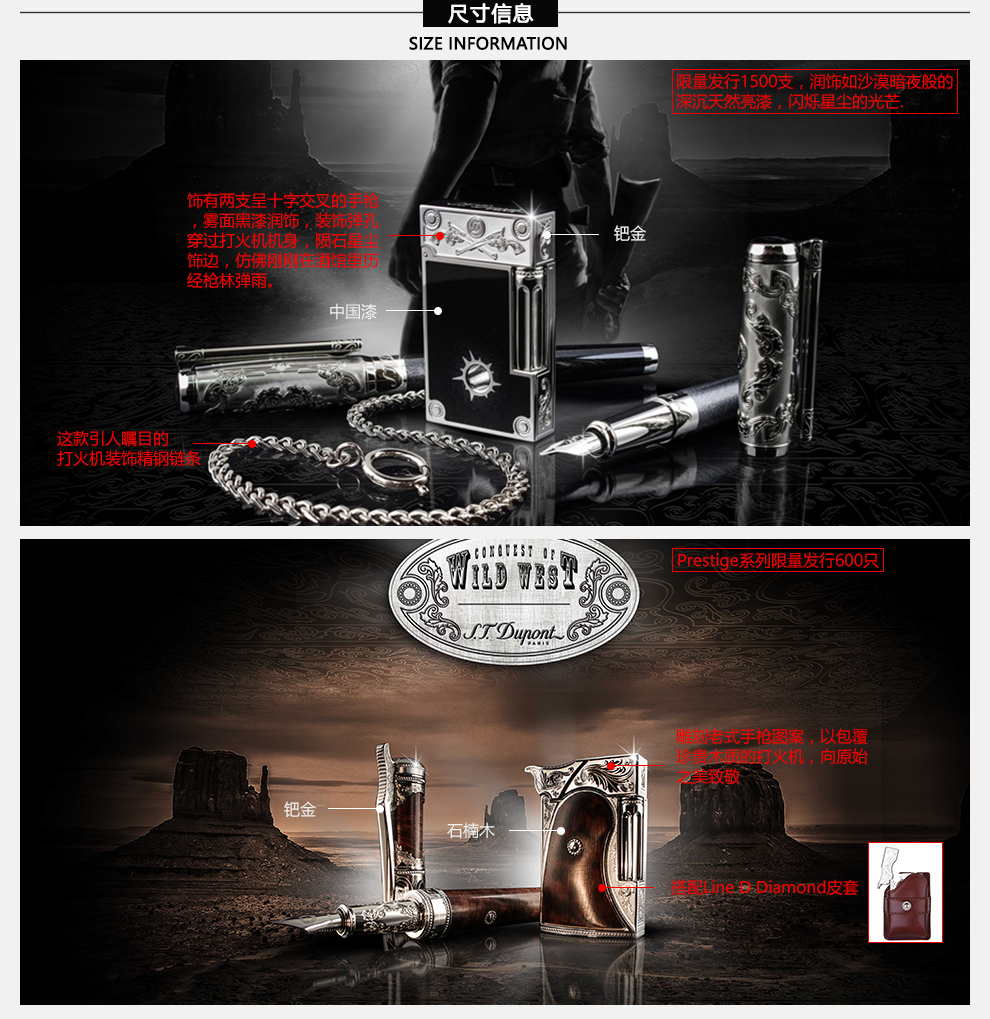 尺寸信息
SIZE INFORMATION
限量发行1500支，润饰如沙漠暗夜般的
深沉天然亮漆，闪烁星尘的光芒.
饰有两支呈十字交叉的手枪
，雾面黑漆润饰，装饰弹孔
穿过打火机机身，陨石星尘
饰边，仿佛刚刚在酒馆里历
经枪林弹雨。
钯金
中国漆
这款引人瞩目的
打火机装饰精钢链条
CONQUEST OF
WILD WEST
S.T. Dupont
PARIS
Prestige系列限量发行600只
老式手枪图案，以包覆
木质的打火机，向原始
之美致敬
钯金
石楠木
搭配Line D Diamond皮套